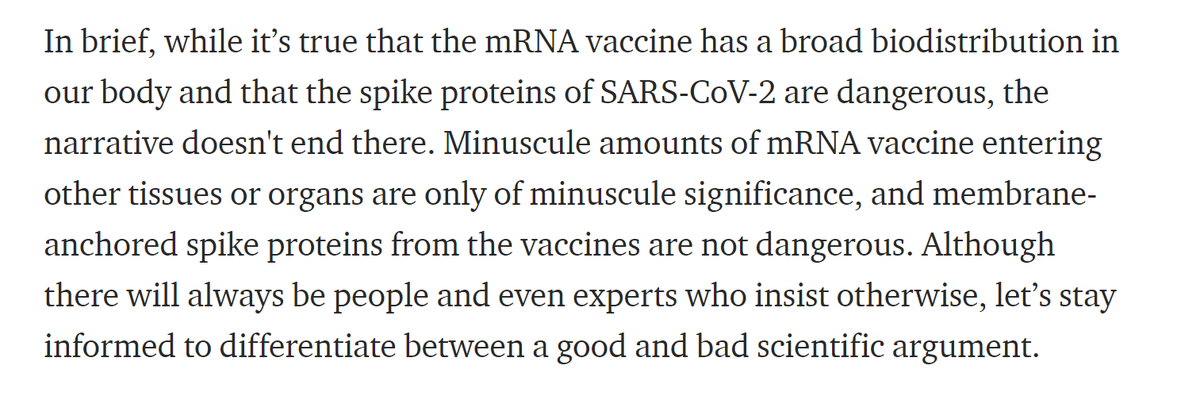 In brief, while it’s true that the mRNA vaccine has a broad biodistribution in
our body and that the spike proteins of SARS-CoV-2 are dangerous, the
narrative doesn't end there. Minuscule amounts of mRNA vaccine entering
other tissues or organs are only of minuscule significance, and membrane-
anchored spike proteins from the vaccines are not dangerous. Although
there will always be people and even experts who insist otherwise, let’s stay
informed to differentiate between a good and bad scientific argument.